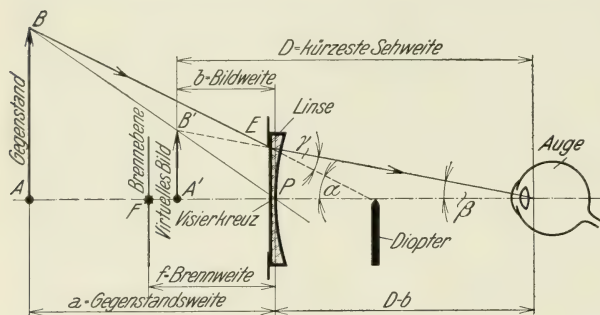 B
D=kürzeste Sehweite
b=Bildweite
Gegenstand
Brennebene
Virtuelles Bild
B'
E
Linse
γ
α
β
Auge
A
F
A'
P
Visierkreuz
Diopter
f=Brennweite
a=Gegenstandsweite
D-b